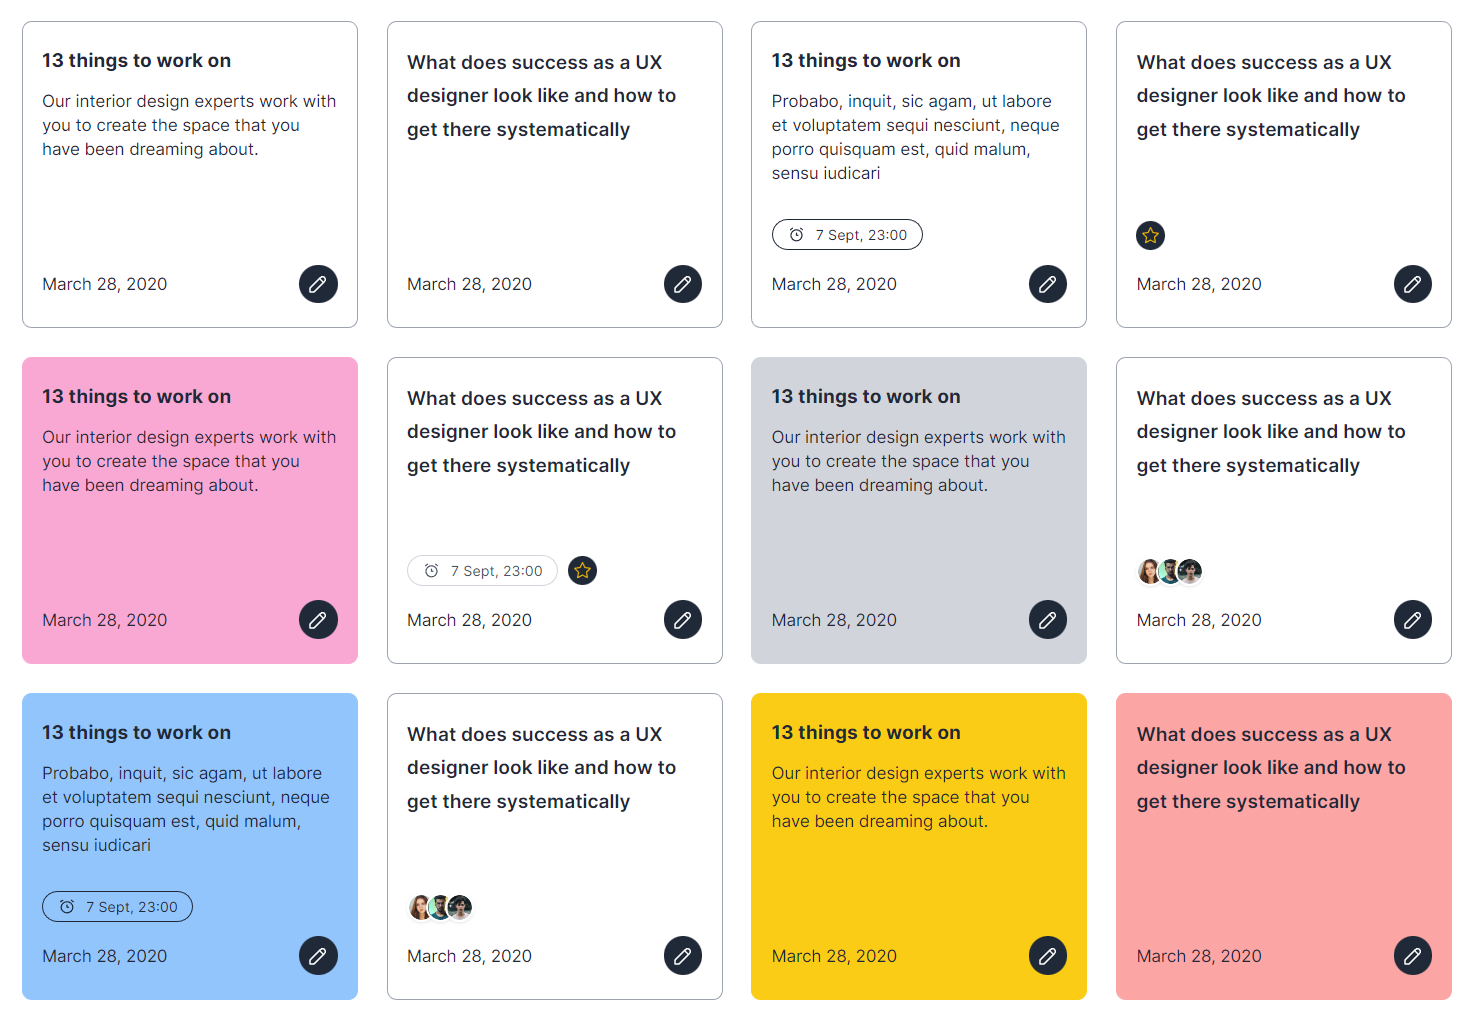 13 things to work on
Our interior design experts work with
you to create the space that you
have been dreaming about.
March 28, 2020
What does success as a UX
designer look like and how to
get there systematically
March 28, 2020
13 things to work on
Probabo, inquit, sic agam, ut labore
et voluptatem sequi nesciunt, neque
porro quisquam est, quid malum,
sensu iudicari
7 Sept, 23:00
March 28, 2020
What does success as a UX
designer look like and how to
get there systematically
March 28, 2020
13 things to work on
Our interior design experts work with
you to create the space that you
have been dreaming about.
March 28, 2020
What does success as a UX
designer look like and how to
get there systematically
7 Sept, 23:00
March 28, 2020
13 things to work on
Our interior design experts work with
you to create the space that you
have been dreaming about.
March 28, 2020
What does success as a UX
designer look like and how to
get there systematically
March 28, 2020
13 things to work on
Probabo, inquit, sic agam, ut labore
et voluptatem sequi nesciunt, neque
porro quisquam est, quid malum,
sensu iudicari
7 Sept, 23:00
March 28, 2020
What does success as a UX
designer look like and how to
get there systematically
March 28, 2020
13 things to work on
Our interior design experts work with
you to create the space that you
have been dreaming about.
March 28, 2020
What does success as a UX
designer look like and how to
get there systematically
March 28, 2020